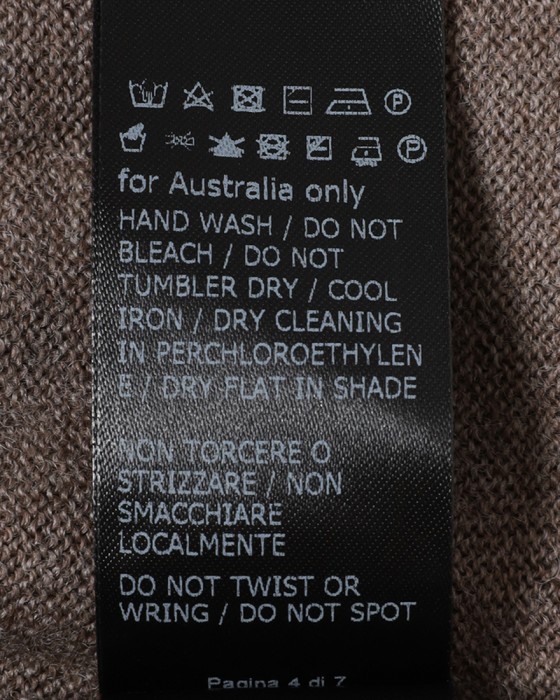 for Australia only
HAND WASH / DO NOT
BLEACH / DO NOT
TUMBLER DRY / COOL
IRON / DRY CLEANING
IN PERCHLOROETHYLEN
E / DRY FLAT IN SHADE
NON TORCERE O
STRIZZARE / NON
SMACCHIARE
LOCALMENTE
DO NOT TWIST OR
WRING / DO NOT SPOT
Pagina 4 di 7